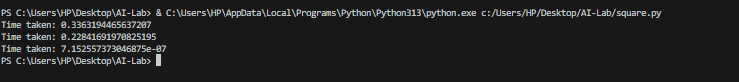 PS C:\Users\HP\Desktop\AI-Lab> & C:\Users\HP\AppData\Local\Programs\Python\Python313\python.exe c:/Users/HP/Desktop/AI-Lab/square.py
Time taken: 0.3363194465637207
Time taken: 0.22841691970825195
Time taken: 7.152557373046875e-07
PS C:\Users\HP\Desktop\AI-Lab>